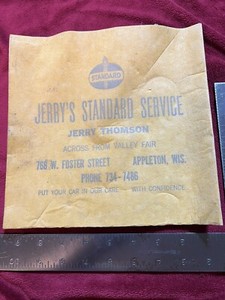 STANDARD
JERRY'S STANDARD SERVICE
JERRY THOMSON
ACROSS FROM VALLEY FAIR
768 W. FOSTER STREET APPLETON, WIS.
PHONE 734-1486
PUT YOUR CAR IN OUR CARE - WITH CONFIDENCE